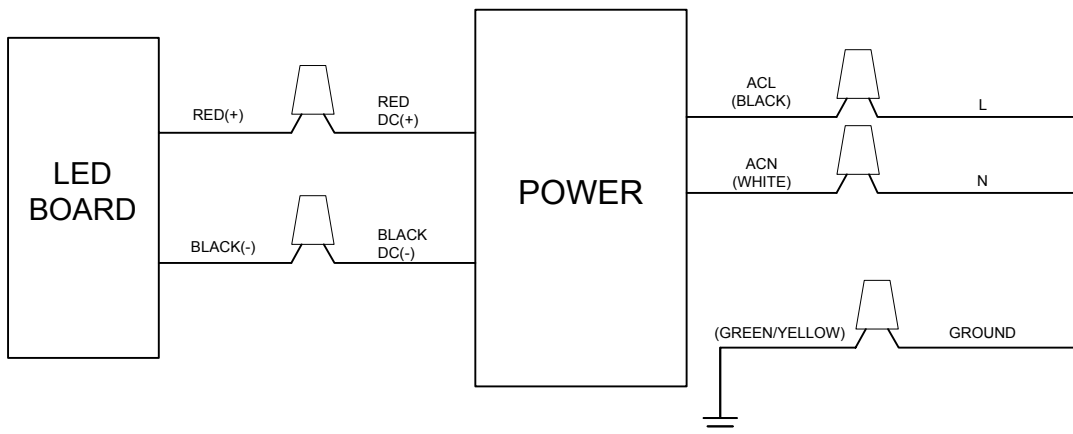 LED
BOARD
RED(+)
RED
DC(+)
BLACK(-)
BLACK
DC(-)
POWER
ACL
(BLACK)
L
ACN
(WHITE)
N
(GREEN/YELLOW)
GROUND